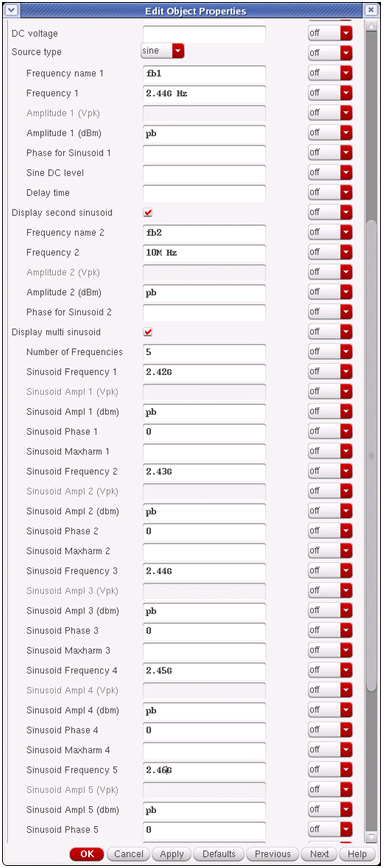 Edit Object Properties
DC voltage off
Source type sine off
Frequency name 1 fb1 off
Frequency 1 2.44G Hz off
Amplitude 1 (Vpk) off
Amplitude 1 (dBm) pb off
Phase for Sinusoid 1 off
Sine DC level off
Delay time off
Display second sinusoid off
Frequency name 2 fb2 off
Frequency 2 10M Hz off
Amplitude 2 (Vpk) off
Amplitude 2 (dBm) pb off
Phase for Sinusoid 2 off
Display multi sinusoid off
Number of Frequencies 5 off
Sinusoid Frequency 1 2.42G off
Sinusoid Ampl 1 (Vpk) off
Sinusoid Ampl 1 (dbm) pb off
Sinusoid Phase 1 0 off
Sinusoid Maxharm 1 off
Sinusoid Frequency 2 2.43G off
Sinusoid Ampl 2 (Vpk) off
Sinusoid Ampl 2 (dbm) pb off
Sinusoid Phase 2 0 off
Sinusoid Maxharm 2 off
Sinusoid Frequency 3 2.44G off
Sinusoid Ampl 3 (Vpk) off
Sinusoid Ampl 3 (dbm) pb off
Sinusoid Phase 3 0 off
Sinusoid Maxharm 3 off
Sinusoid Frequency 4 2.45G off
Sinusoid Ampl 4 (Vpk) off
Sinusoid Ampl 4 (dbm) pb off
Sinusoid Phase 4 0 off
Sinusoid Maxharm 4 off
Sinusoid Frequency 5 2.46G off
Sinusoid Ampl 5 (Vpk) off
Sinusoid Ampl 5 (dbm) pb off
Sinusoid Phase 5 0 off
OK Cancel Apply Defaults Previous Next Help